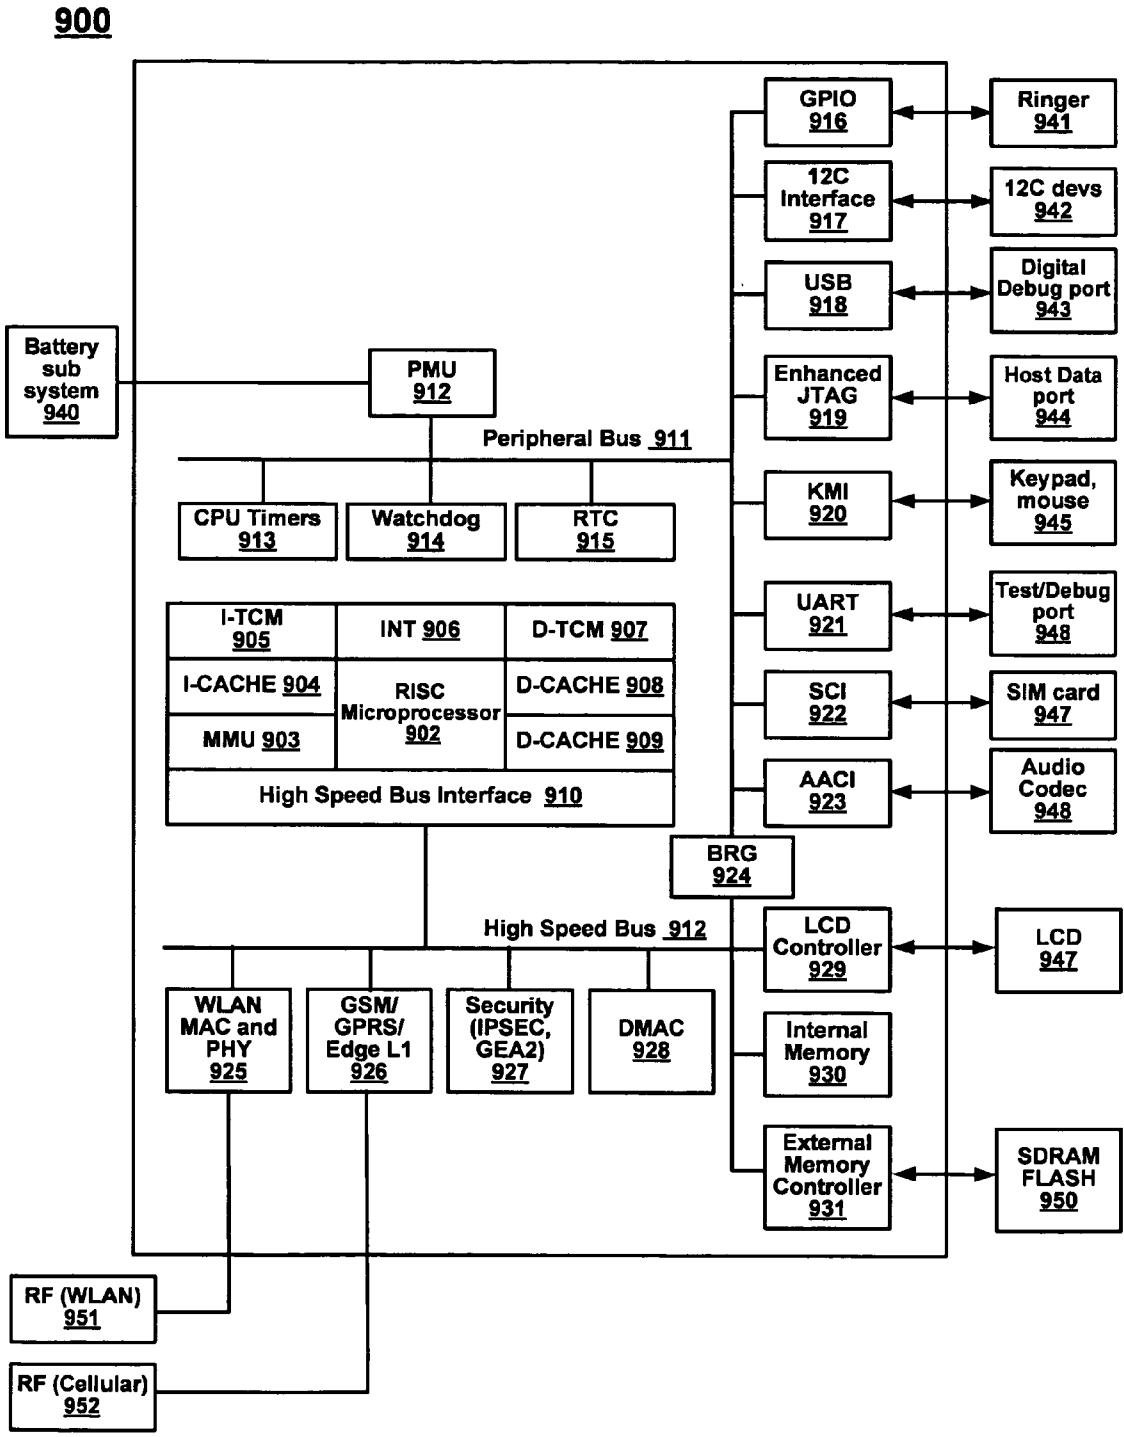 900
GPIO
916
Ringer
941
12C
Interface
917
12C devs
942
USB
918
Digital
Debug port
943
Battery
sub
system
940
PMU
912
Enhanced
JTAG
919
Host Data
port
944
Peripheral Bus 911
CPU Timers
913
Watchdog
914
RTC
915
KMI
920
Keypad,
mouse
945
I-TCM
905
INT 906
D-TCM 907
UART
921
Test/Debug
port
948
I-CACHE 904
RISC
Microprocessor
902
D-CACHE 908
SCI
922
SIM card
947
MMU 903
D-CACHE 909
High Speed Bus Interface 910
AACI
923
Audio
Codec
948
BRG
924
High Speed Bus 912
LCD
Controller
929
LCD
947
WLAN
MAC and
PHY
925
GSM/
GPRS/
Edge L1
926
Security
(IPSEC,
GEA2)
927
DMAC
928
Internal
Memory
930
External
Memory
Controller
931
SDRAM
FLASH
950
RF (WLAN)
951
RF (Cellular)
952